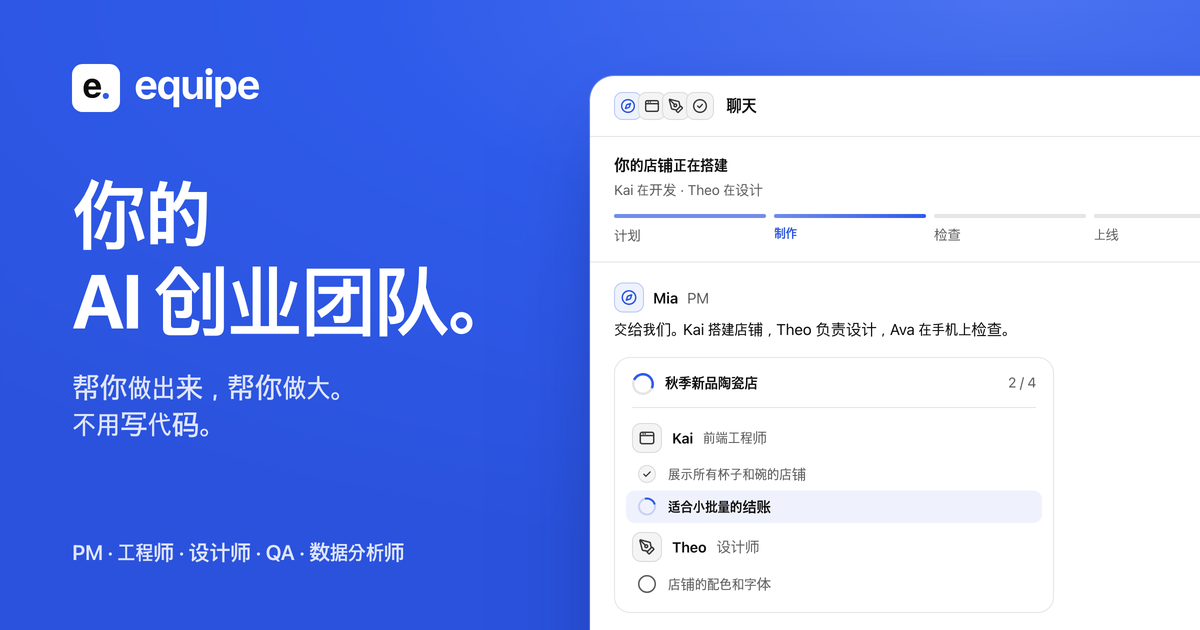 e. equipe
你的
AI 创业团队。
帮你做出来，帮你做大。
不用写代码。
PM · 工程师 · 设计师 · QA · 数据分析师
聊天
你的店铺正在搭建
Kai 在开发 · Theo 在设计
计划 制作 检查 上线
Mia PM
交给我们。Kai 搭建店铺，Theo 负责设计，Ava 在手机上检查。
秋季新品陶瓷店 2 / 4
Kai 前端工程师
展示所有杯子和碗的店铺
适合小批量的结账
Theo 设计师
店铺的配色和字体